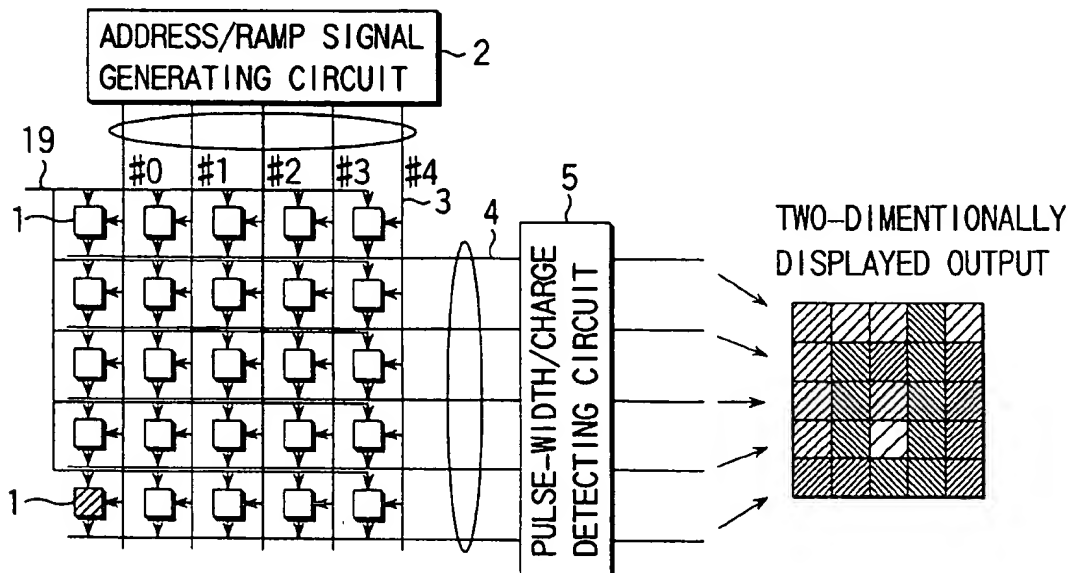 ADDRESS/RAMP SIGNAL
GENERATING CIRCUIT
2
19
#0 #1 #2 #3 #4
3
1
4
5
PULSE-WIDTH/CHARGE
DETECTING CIRCUIT
TWO-DIMENTIONALLY
DISPLAYED OUTPUT
1